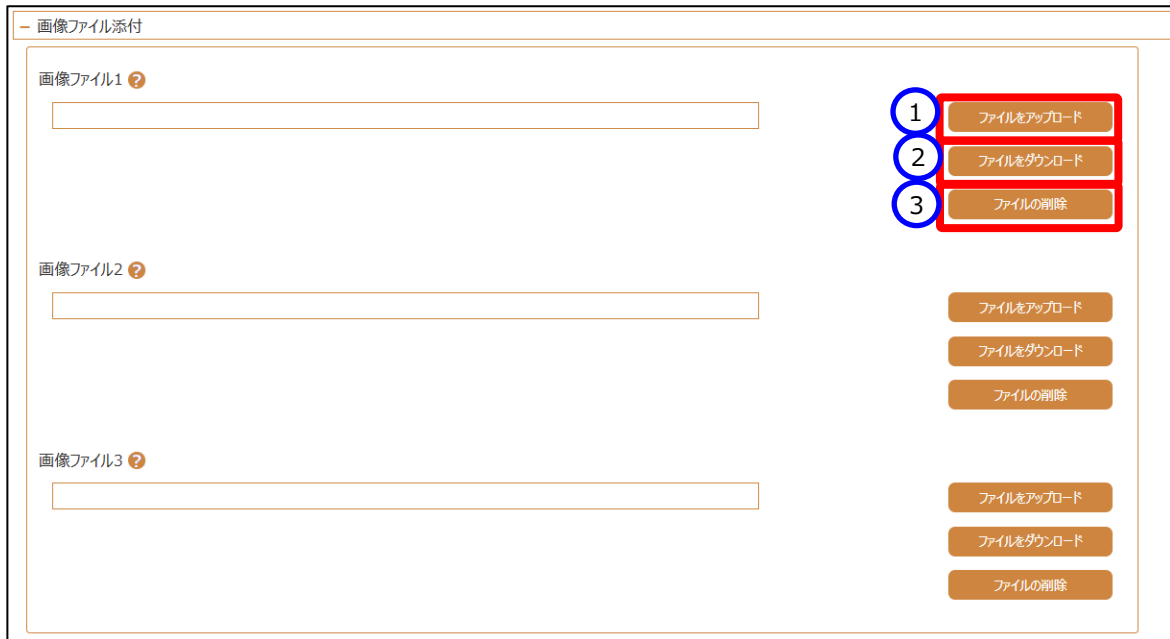 − 画像ファイル添付
画像ファイル1 ?
1 ファイルをアップロード
2 ファイルをダウンロード
3 ファイルの削除
画像ファイル2 ?
ファイルをアップロード
ファイルをダウンロード
ファイルの削除
画像ファイル3 ?
ファイルをアップロード
ファイルをダウンロード
ファイルの削除